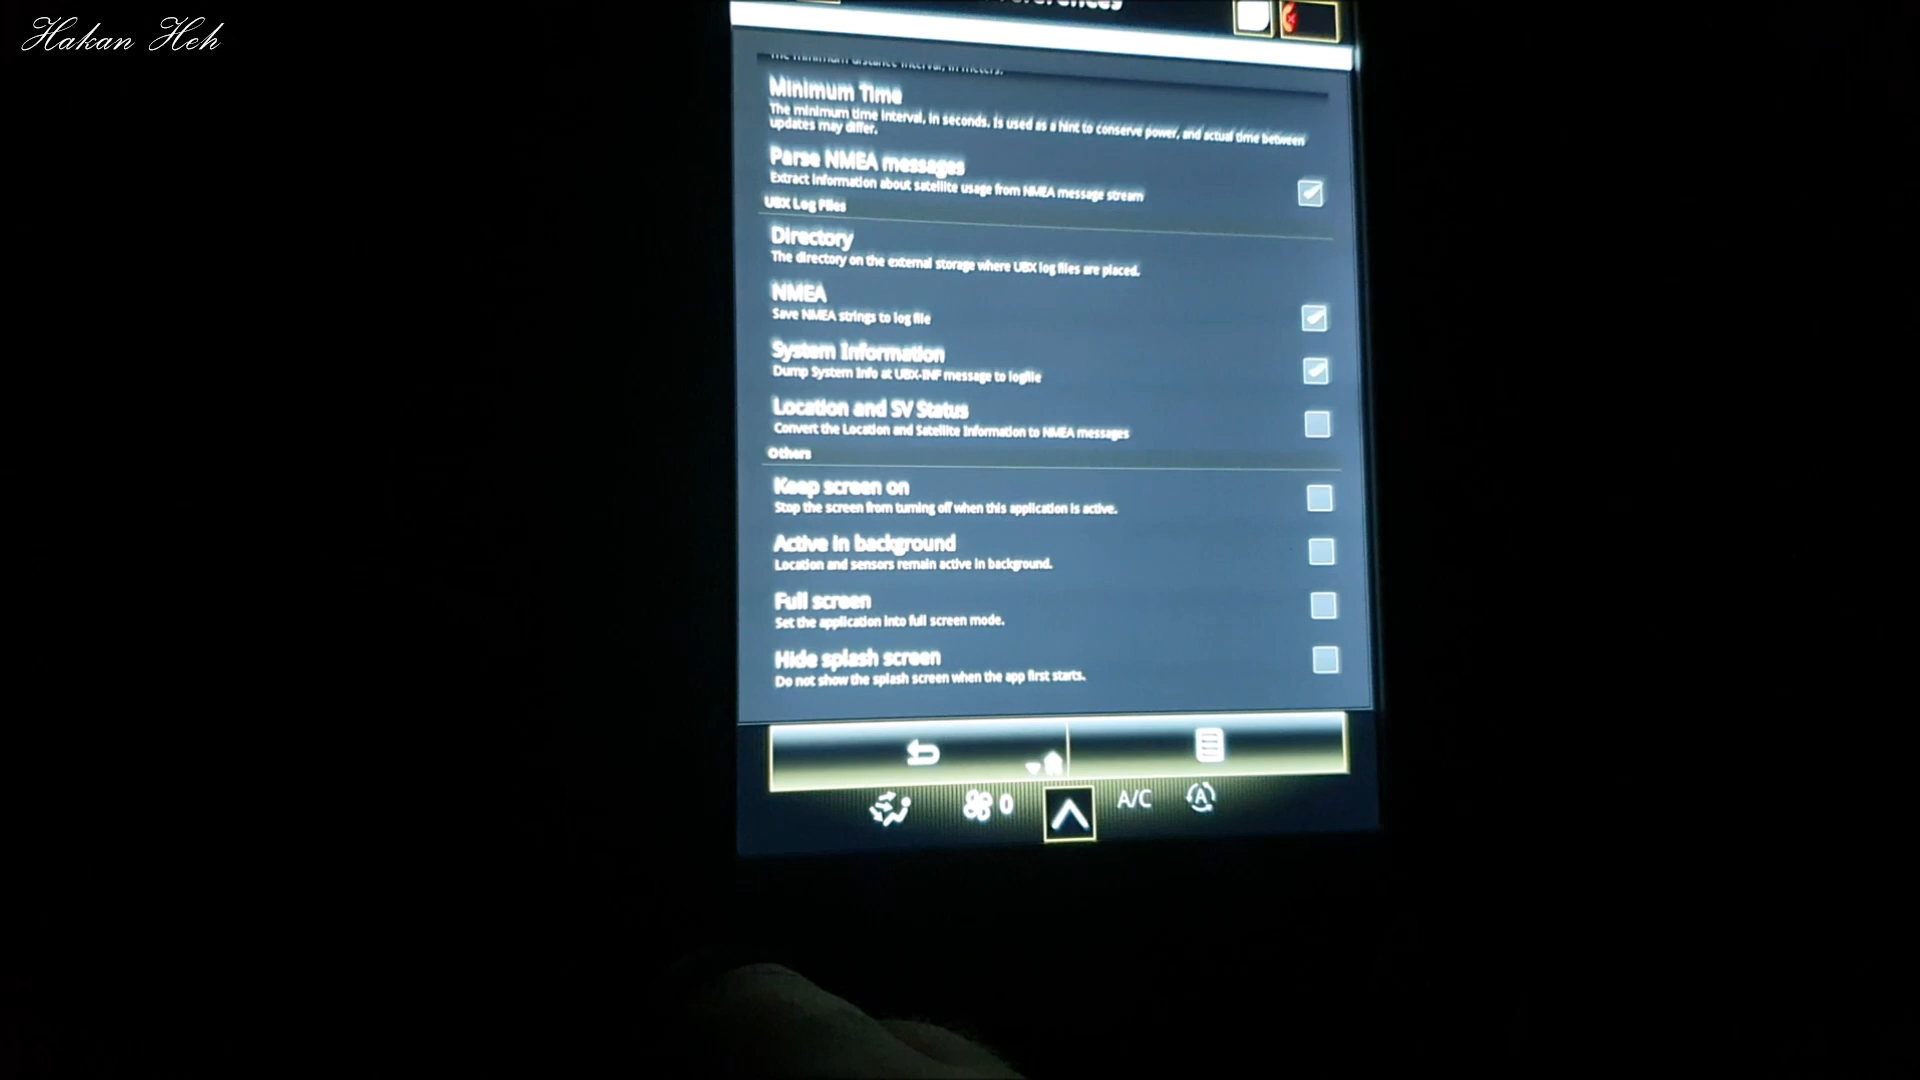 Hakan Heh
The minimum distance interval, in meters.
Minimum Time
The minimum time interval, in seconds. Is used as a hint to conserve power, and actual time between
updates may differ.
Parse NMEA messages
Extract information about satellite usage from NMEA message stream
UBX Log Files
Directory
The directory on the external storage where UBX log files are placed.
NMEA
Save NMEA strings to log file
System Information
Dump System Info at UBX-INF message to logfile
Location and SV Status
Convert the Location and Satellite Information to NMEA messages
Others
Keep screen on
Stop the screen from turning off when this application is active.
Active in background
Location and sensors remain active in background.
Full screen
Set the application into full screen mode.
Hide splash screen
Do not show the splash screen when the app first starts.
0 A/C A